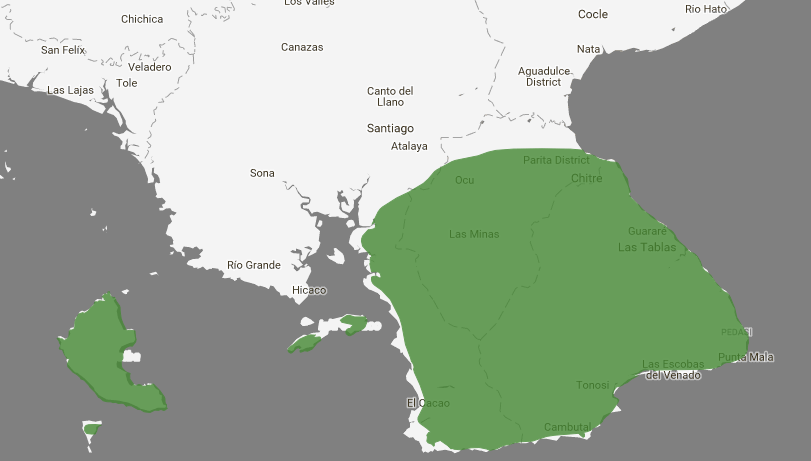 Los Valles
Rio Hato
Cocle
Chichica
San Felíx
Canazas
Nata
Veladero
Aguadulce
District
Tole
Las Lajas
Canto del
Llano
Santiago
Atalaya
Parita District
Sona
Ocu
Chitre
Las Minas
Guarare
Las Tablas
Río Grande
Hicaco
PEDASI
Punta Mala
Las Escobas
del Venado
Tonosi
El Cacao
Cambutal